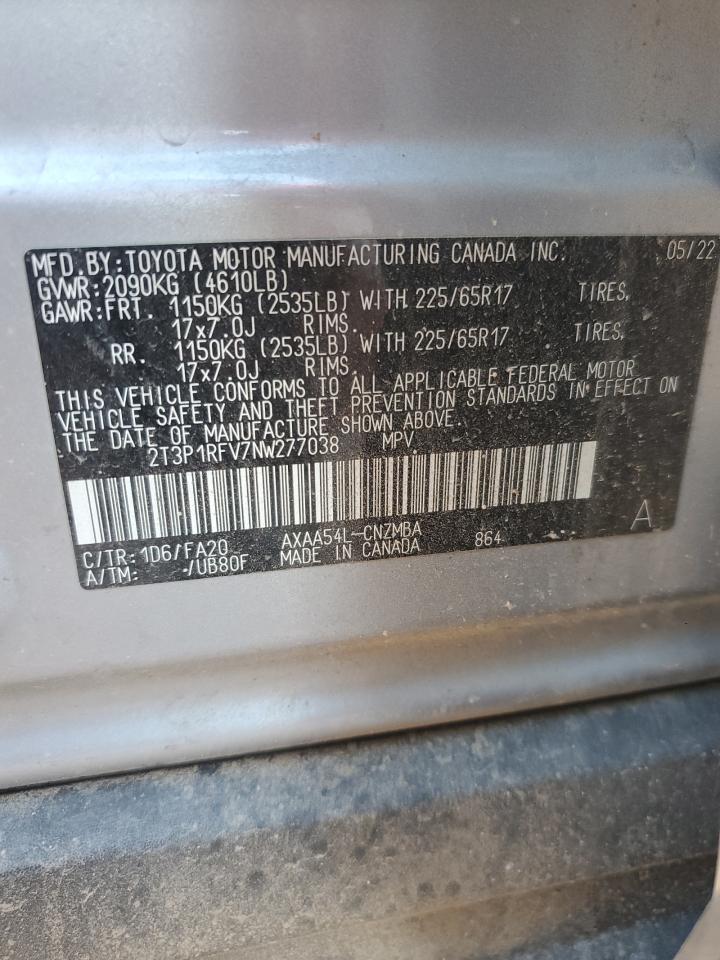 MFD.BY:TOYOTA MOTOR MANUFACTURING CANADA INC. 05/22
GVWR:2090KG (4610LB)
GAWR:FRT. 1150KG (2535LB) WITH 225/65R17 TIRES,
17x7.0J RIMS.
RR. 1150KG (2535LB) WITH 225/65R17 TIRES,
17x7.0J RIMS.
THIS VEHICLE CONFORMS TO ALL APPLICABLE FEDERAL MOTOR
VEHICLE SAFETY AND THEFT PREVENTION STANDARDS IN EFFECT ON
THE DATE OF MANUFACTURE SHOWN ABOVE.
2T3P1RFV7NW277038 MPV
C/TR:1D6/FA20 AXAA54L-CNZMBA 864 A
A/TM: -/UB80F MADE IN CANADA